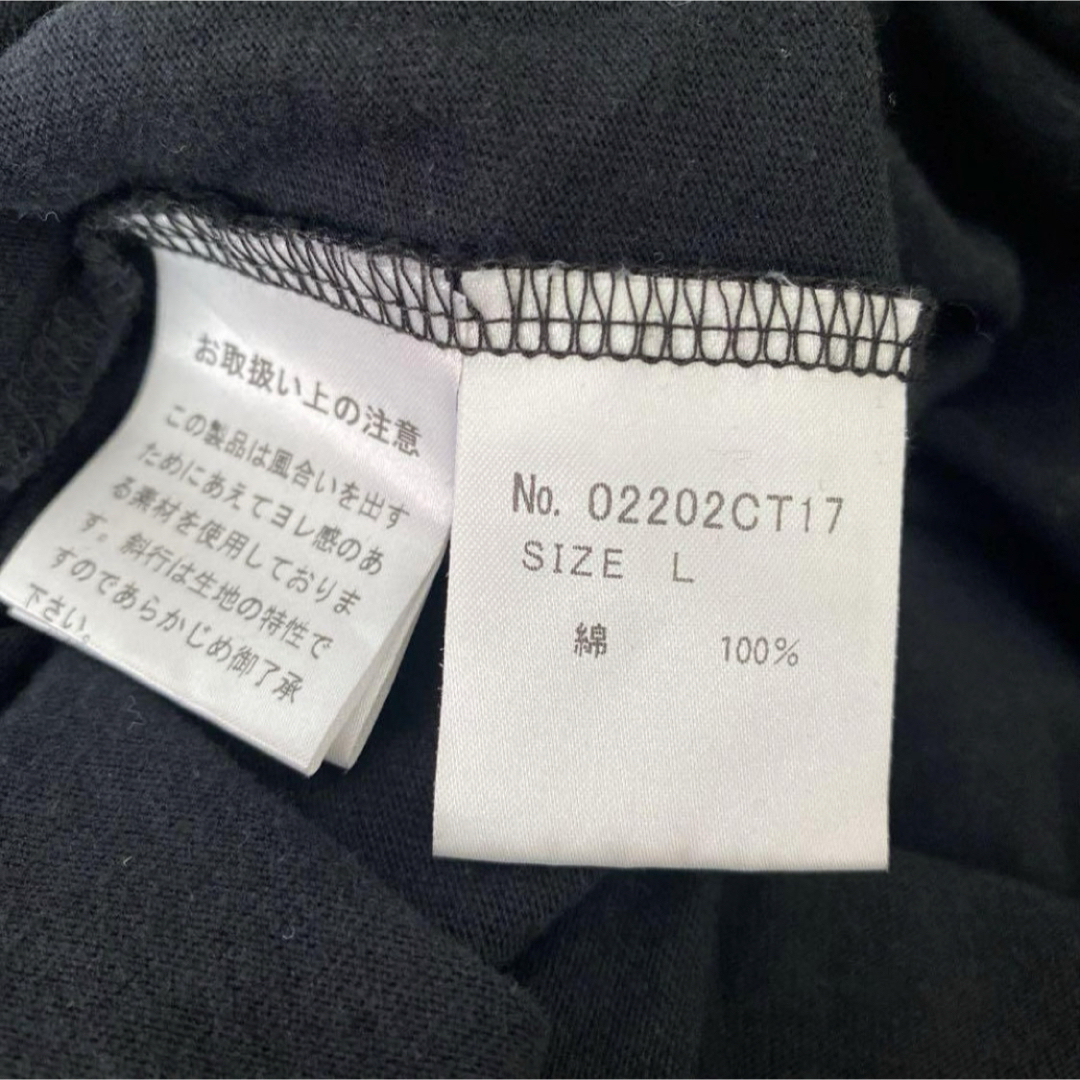 お取扱い上の注意
この製品は風合いを出す
ためにあえてヨレ感のあ
る素材を使用しておりま
す。斜行は生地の特性で
すのであらかじめ御了承
下さい。
No. 02202CT17
SIZE L
綿 100%